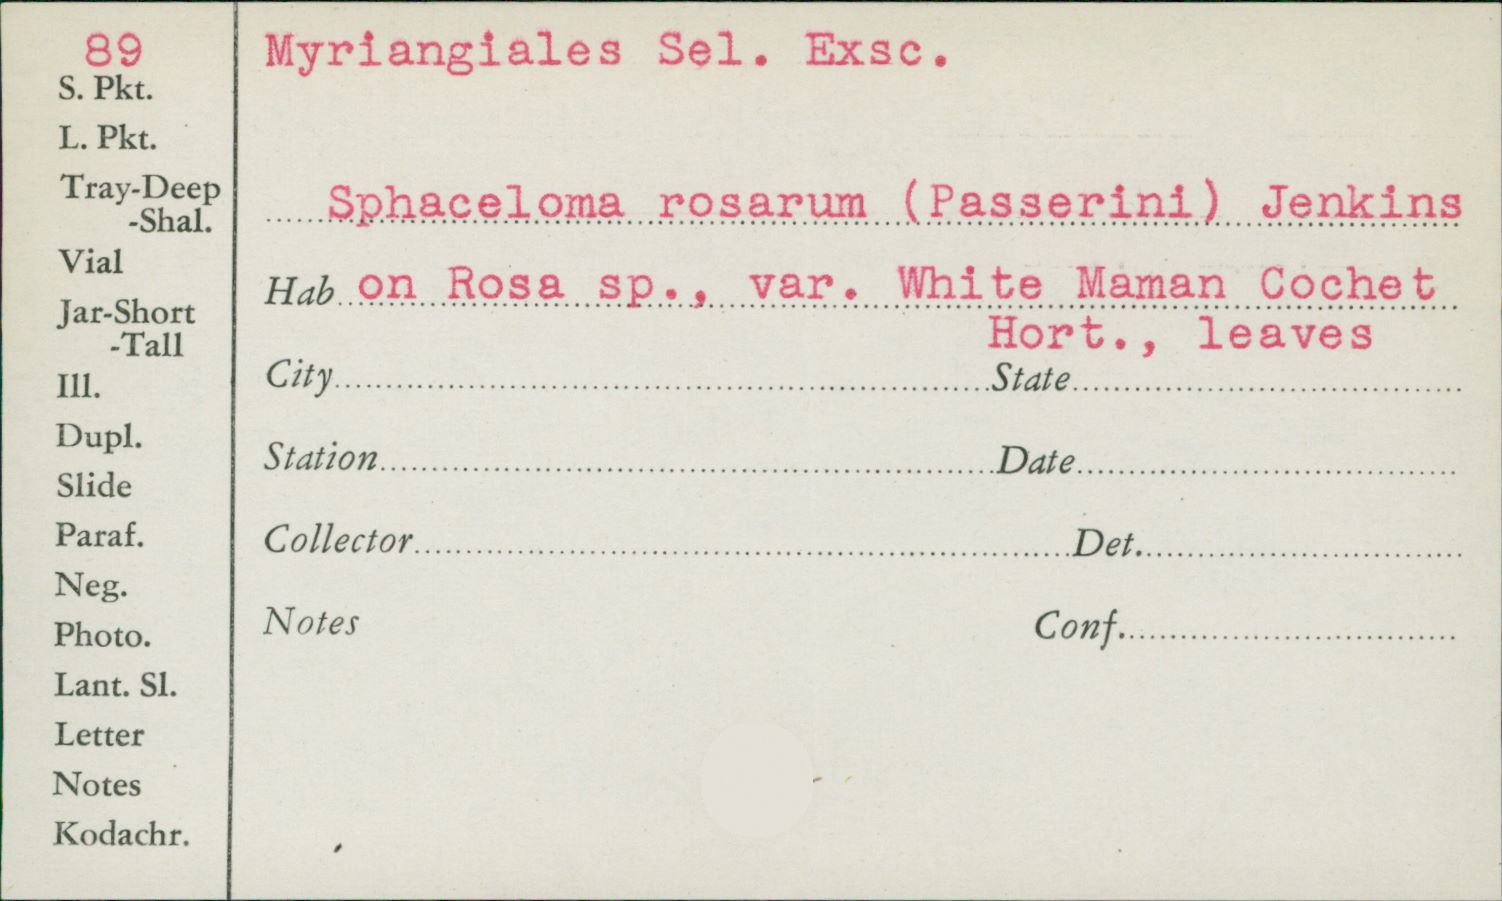 89
S. Pkt.
L. Pkt.
Tray-Deep
-Shal.
Vial
Jar-Short
-Tall
Ill.
Dupl.
Slide
Paraf.
Neg.
Photo.
Lant. Sl.
Letter
Notes
Kodachr.
Myriangiales Sel. Exsc.
Sphaceloma rosarum (Passerini) Jenkins
Hab on Rosa sp., var. White Maman Cochet
Hort., leaves
City State
Station Date
Collector Det.
Notes Conf.